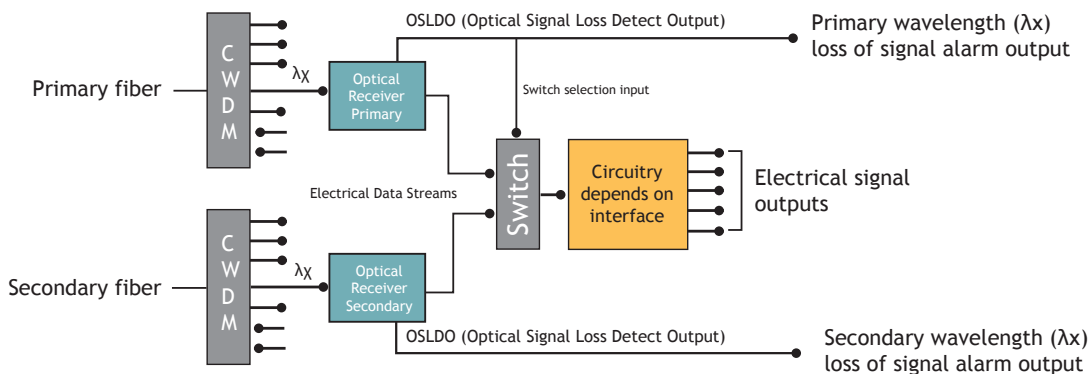 OSLDO (Optical Signal Loss Detect Output)
Primary wavelength (λx)
loss of signal alarm output
Primary fiber
C
W
D
M
λχ
Optical
Receiver
Primary
Switch selection input
Electrical Data Streams
Switch
Circuitry
depends on
interface
Electrical signal
outputs
Secondary fiber
C
W
D
M
λχ
Optical
Receiver
Secondary
OSLDO (Optical Signal Loss Detect Output)
Secondary wavelength (λx)
loss of signal alarm output